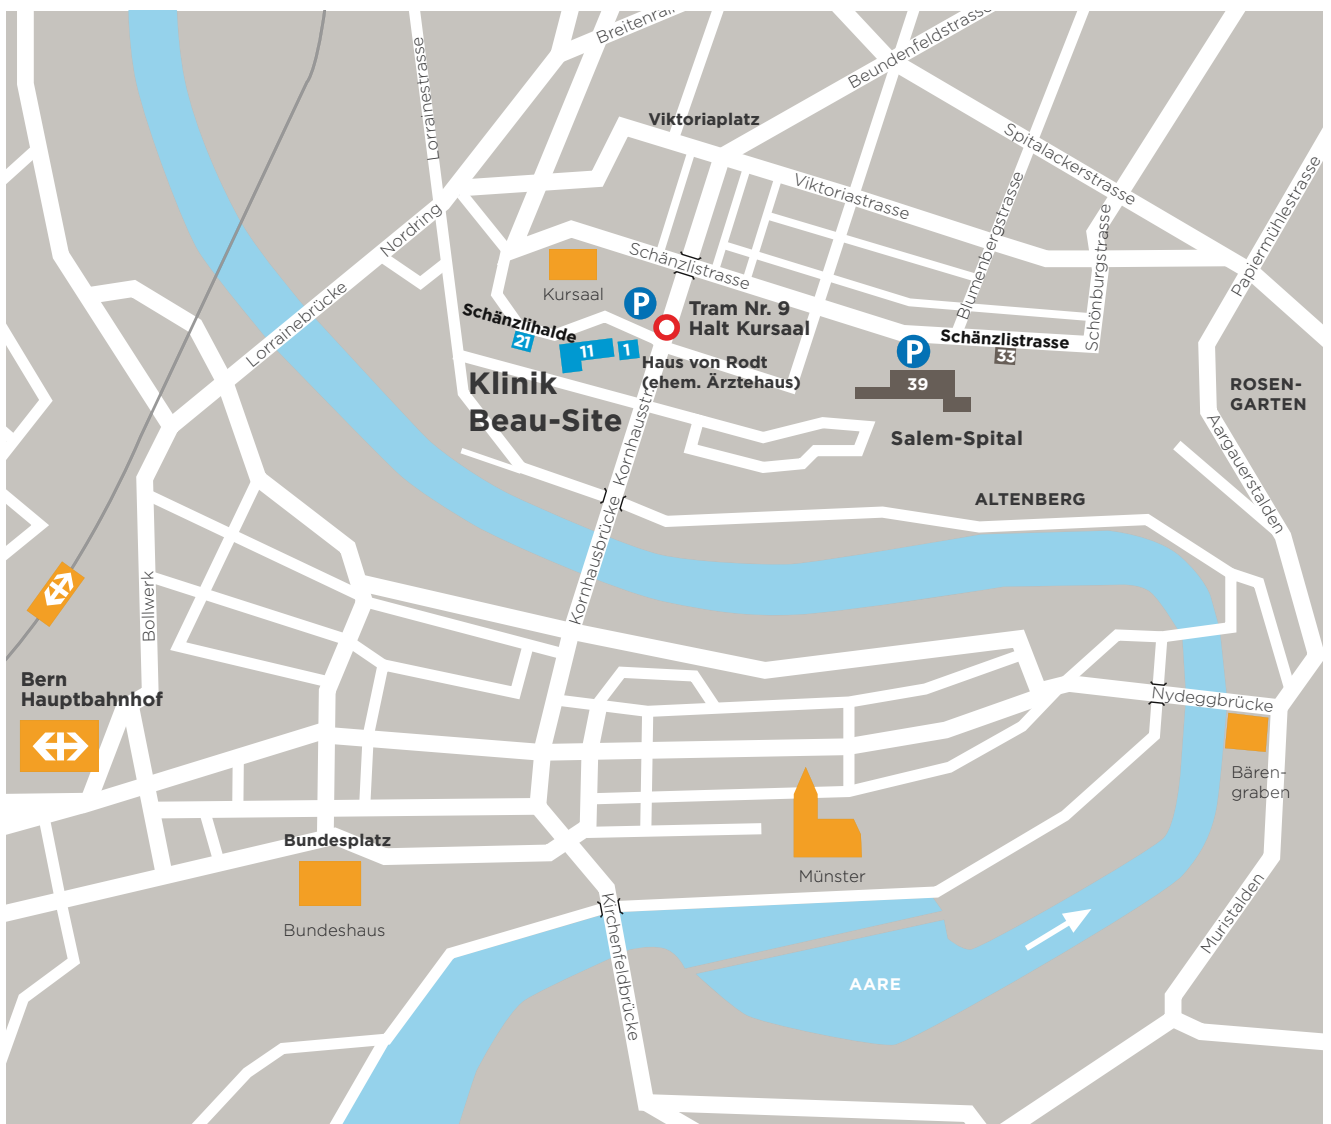 Breitenrain
Lorrainestrasse
Beundenfeldstrasse
Viktoriaplatz
Spitalackerstrasse
Viktoriastrasse
Blumenbergstrasse
Schönburgstrasse
Papiermühlestrasse
Nordring
Schänzlistrasse
Kursaal
P
Tram Nr. 9
Halt Kursaal
Lorrainebrücke
Schänzlihalde
21
11
1
Haus von Rodt
(ehem. Ärztehaus)
P
Schänzlistrasse
33
39
Klinik
Beau-Site
Kornhausstr.
Salem-Spital
ROSEN-
GARTEN
Aargauerstalden
ALTENBERG
Kornhausbrücke
Bollwerk
Bern
Hauptbahnhof
Nydeggbrücke
Bären-
graben
Bundesplatz
Bundeshaus
Münster
Kirchenfeldbrücke
Muristalden
AARE